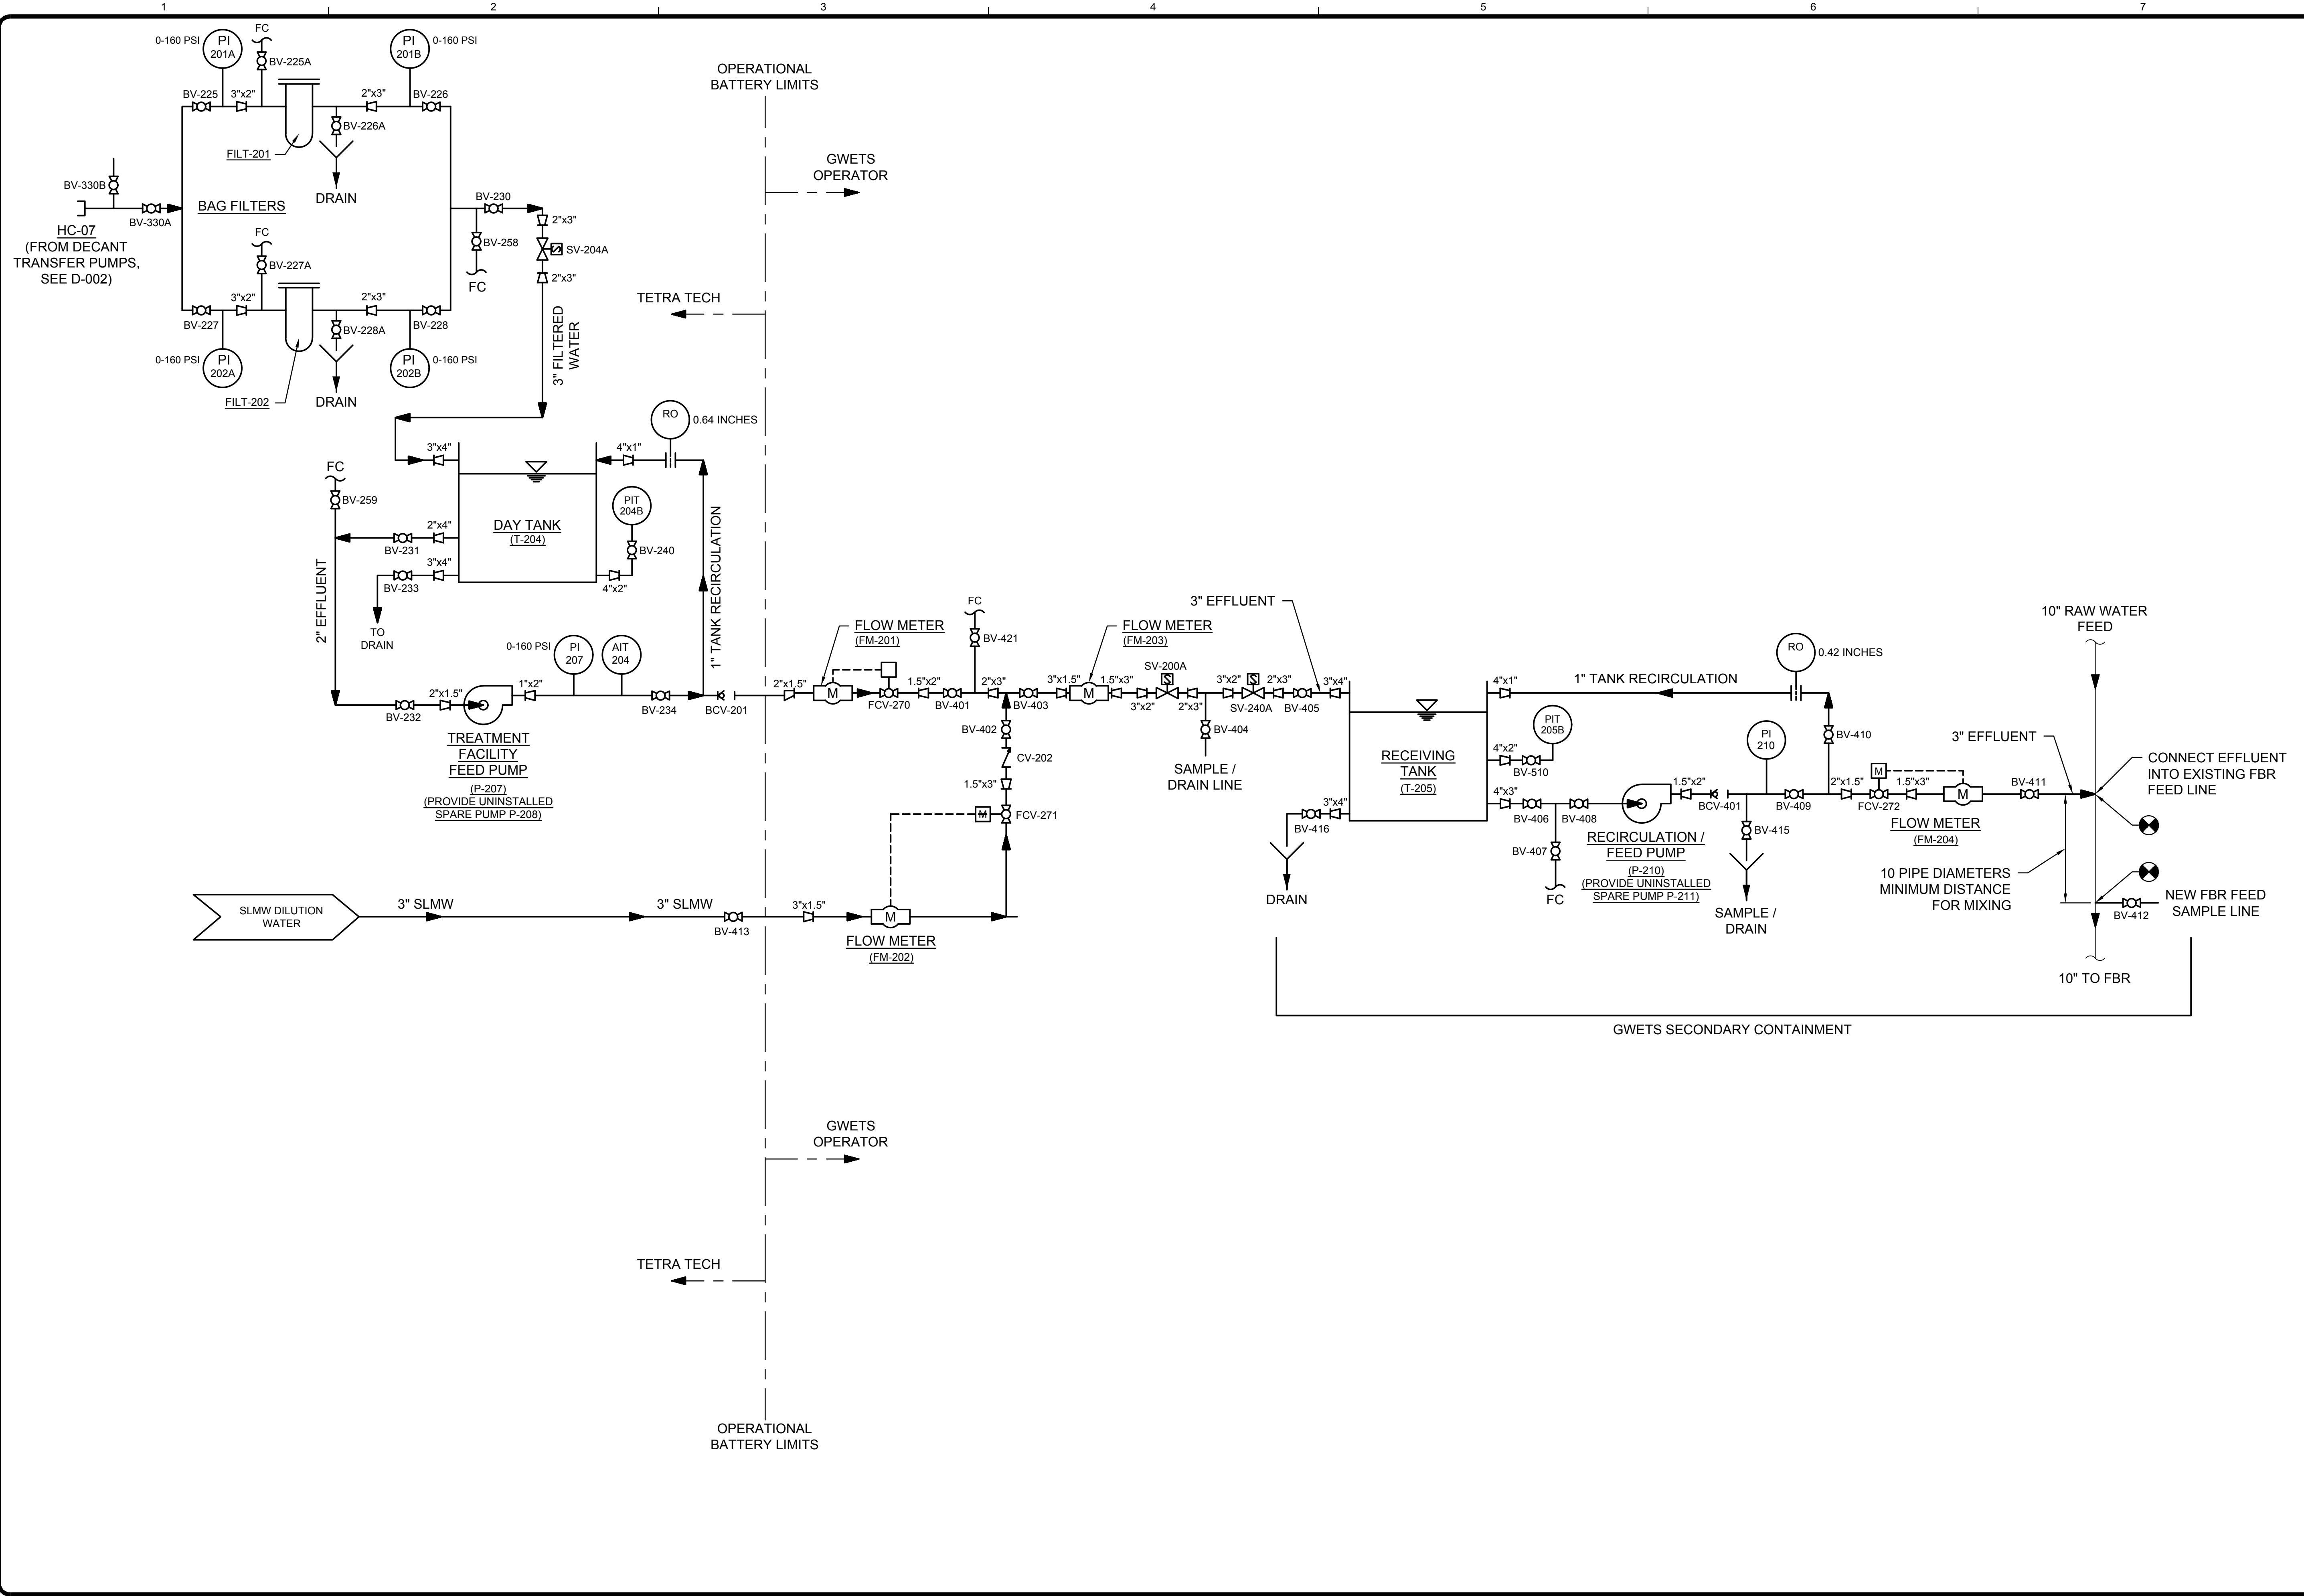 1
2
3
4
5
6
7
0-160 PSI
PI
201A
FC
BV-225A
PI
201B
0-160 PSI
BV-225
3"x2"
2"x3"
BV-226
BV-226A
FILT-201
DRAIN
BV-330B
BV-330A
HC-07
(FROM DECANT
TRANSFER PUMPS,
SEE D-002)
BAG FILTERS
FC
BV-227A
BV-230
BV-258
FC
2"x3"
SV-204A
2"x3"
3"x2"
2"x3"
BV-227
BV-228
BV-228A
0-160 PSI
PI
202A
PI
202B
0-160 PSI
FILT-202
DRAIN
3" FILTERED
WATER
OPERATIONAL
BATTERY LIMITS
GWETS
OPERATOR
TETRA TECH
RO
0.64 INCHES
3"x4"
4"x1"
FC
BV-259
DAY TANK
(T-204)
PIT
204B
BV-240
4"x2"
2"x4"
BV-231
3"x4"
BV-233
TO
DRAIN
2" EFFLUENT
1" TANK RECIRCULATION
0-160 PSI
PI
207
AIT
204
BV-232
2"x1.5"
1"x2"
BV-234
BCV-201
TREATMENT
FACILITY
FEED PUMP
(P-207)
(PROVIDE UNINSTALLED
SPARE PUMP P-208)
2"x1.5"
FLOW METER
(FM-201)
M
FCV-270
1.5"x2"
BV-401
FC
BV-421
2"x3"
BV-403
3"x1.5"
FLOW METER
(FM-203)
M
1.5"x3"
3"x2"
SV-200A
S
2"x3"
BV-404
SAMPLE /
DRAIN LINE
3"x2"
S
SV-240A
2"x3"
BV-405
3" EFFLUENT
3"x4"
BV-402
CV-202
1.5"x3"
M
FCV-271
SLMW DILUTION
WATER
3" SLMW
3" SLMW
BV-413
3"x1.5"
M
FLOW METER
(FM-202)
RECEIVING
TANK
(T-205)
3"x4"
BV-416
DRAIN
4"x1"
1" TANK RECIRCULATION
RO
0.42 INCHES
PIT
205B
4"x2"
BV-510
4"x3"
BV-406
BV-408
BV-407
FC
RECIRCULATION /
FEED PUMP
(P-210)
(PROVIDE UNINSTALLED
SPARE PUMP P-211)
1.5"x2"
BCV-401
PI
210
BV-415
SAMPLE /
DRAIN
BV-409
BV-410
2"x1.5"
M
FCV-272
1.5"x3"
M
FLOW METER
(FM-204)
BV-411
3" EFFLUENT
10" RAW WATER
FEED
CONNECT EFFLUENT
INTO EXISTING FBR
FEED LINE
10 PIPE DIAMETERS
MINIMUM DISTANCE
FOR MIXING
BV-412
NEW FBR FEED
SAMPLE LINE
10" TO FBR
GWETS SECONDARY CONTAINMENT
GWETS
OPERATOR
TETRA TECH
OPERATIONAL
BATTERY LIMITS